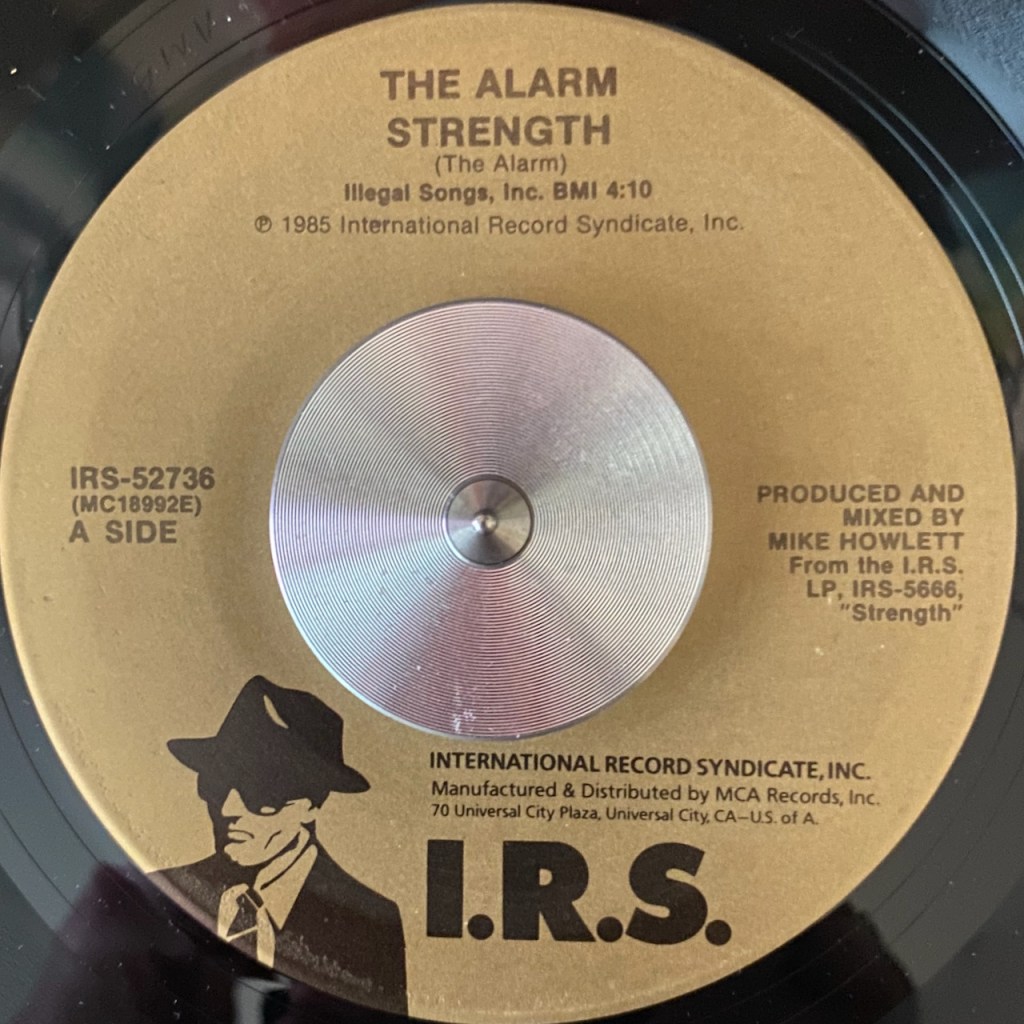 THE ALARM
STRENGTH
(The Alarm)
Illegal Songs, Inc. BMI 4:10
℗ 1985 International Record Syndicate, Inc.
IRS-52736
(MC18992E)
A SIDE
PRODUCED AND
MIXED BY
MIKE HOWLETT
From the I.R.S.
LP, IRS-5666,
"Strength"
INTERNATIONAL RECORD SYNDICATE, INC.
Manufactured & Distributed by MCA Records, Inc.
70 Universal City Plaza, Universal City, CA—U.S. of A.
I.R.S.